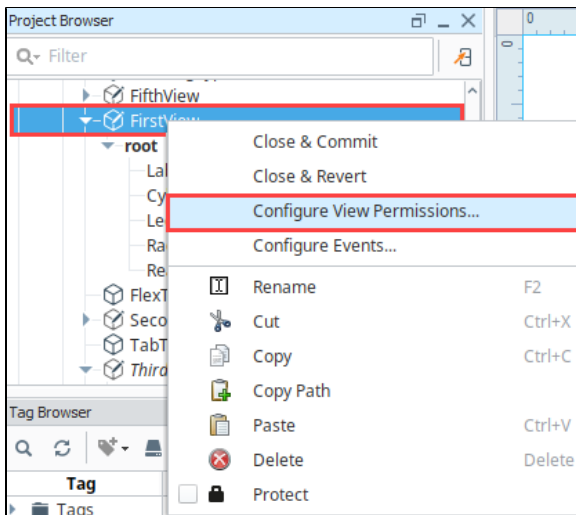 Project Browser
0
Filter
0
FifthView
FirstView
root
Close & Commit
Close & Revert
Configure View Permissions...
Configure Events...
Rename F2
Cut Ctrl+X
Copy Ctrl+C
Copy Path
Paste Ctrl+V
Delete Delete
Protect
Tag Browser
Tag
Tags